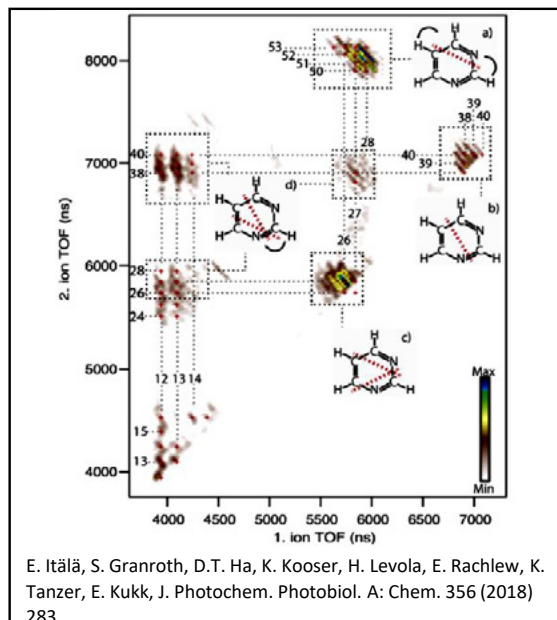 a)
8000
53
52
51
50
H H
N
N
H H
39
38 40
28
40
38
7000
40
39
d)
b)
H
H N
H N H
H
H N
H N H
27
26
6000
28
26
24
c)
H
H N
H N H
5000
12 13 14
15
13
4000
Max
Min
4000 4500 5000 5500 6000 6500 7000
1. ion TOF (ns)
2. ion TOF (ns)
E. Itälä, S. Granroth, D.T. Ha, K. Kooser, H. Levola, E. Rachlew, K.
Tanzer, E. Kukk, J. Photochem. Photobiol. A: Chem. 356 (2018)
283